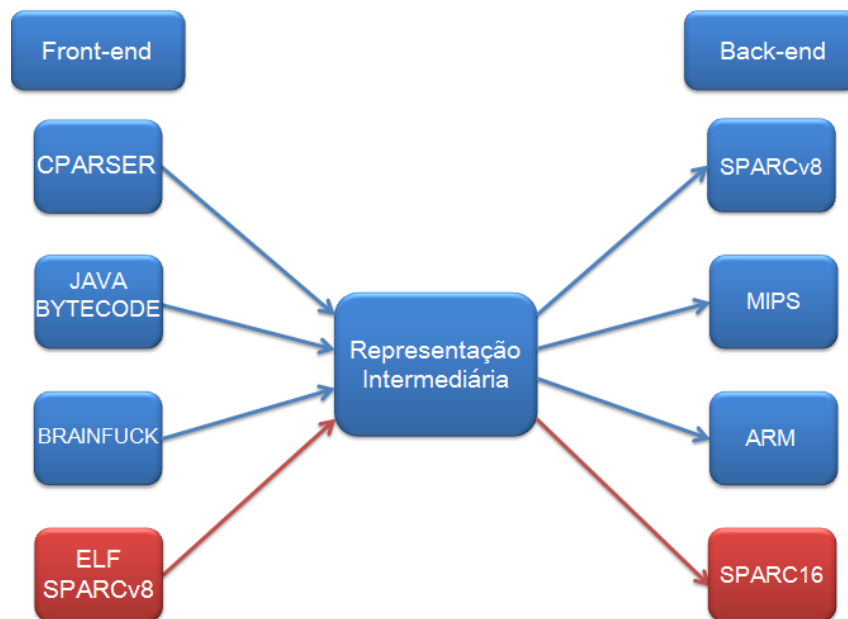 Front-end
Back-end
CPARSER
SPARCv8
JAVA
BYTECODE
MIPS
Representação
Intermediária
BRAINFUCK
ARM
ELF
SPARCv8
SPARC16